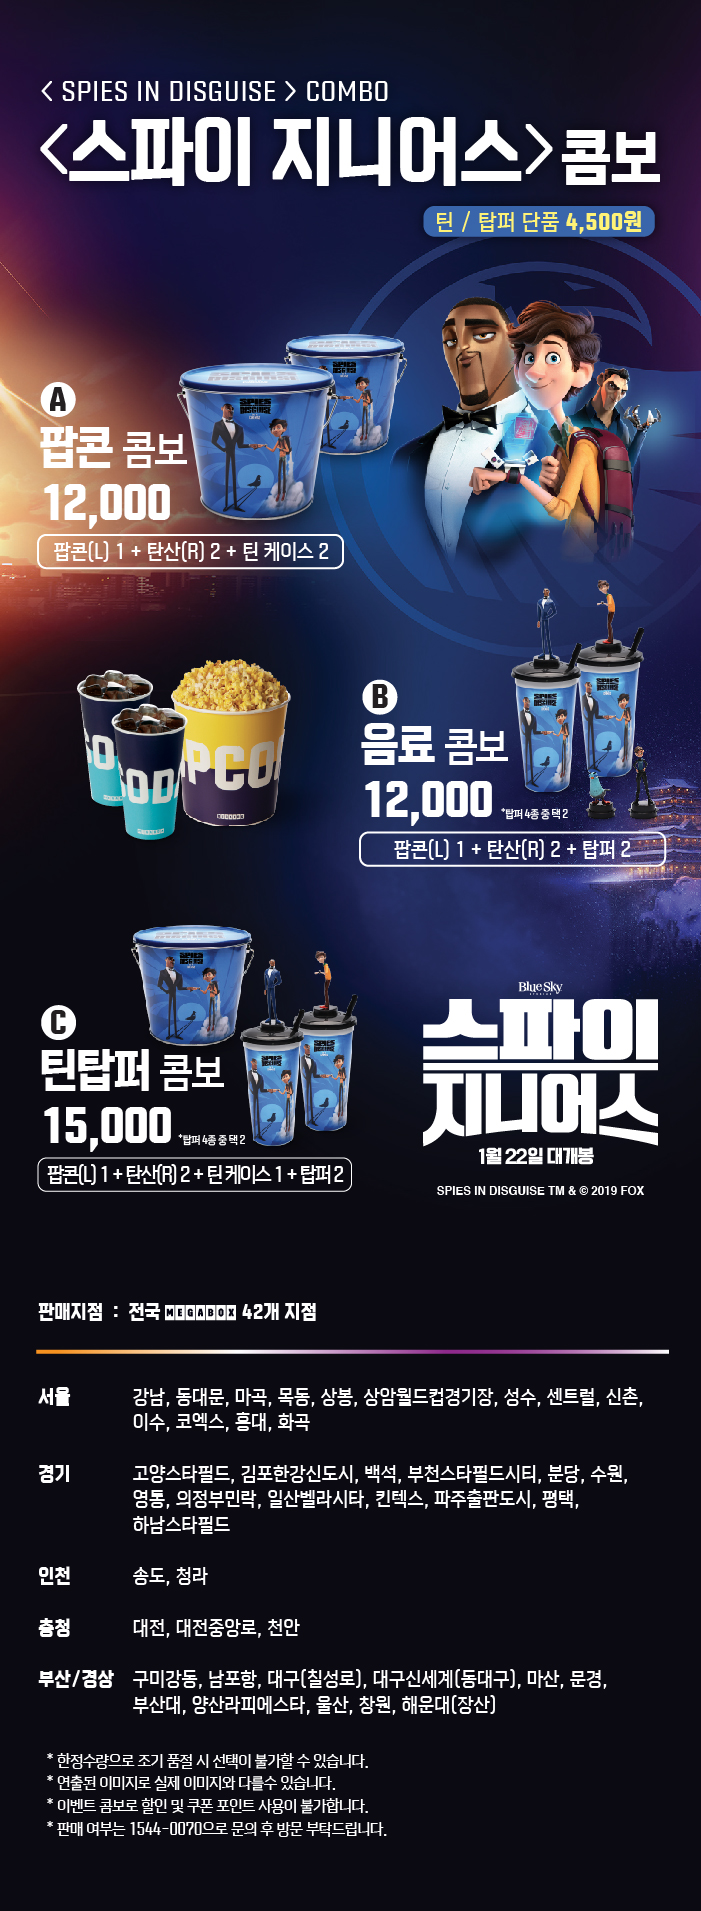 < SPIES IN DISGUISE > COMBO
<스파이 지니어스> 콤보
틴 / 탑퍼 단품 4,500원
A
팝콘 콤보
12,000
팝콘(L) 1 + 탄산(R) 2 + 틴 케이스 2
SPIES IN DISGUISE
B
음료 콤보
12,000
*탑퍼 4종 중 택 2
팝콘(L) 1 + 탄산(R) 2 + 탑퍼 2
SO
SODA
PCO
C
틴탑퍼 콤보
15,000
*탑퍼 4종 중 택 2
팝콘(L) 1 + 탄산(R) 2 + 틴 케이스 1 + 탑퍼 2
Blue Sky
STUDIOS
스파이
지니어스
1월 22일 대개봉
SPIES IN DISGUISE TM & © 2019 FOX
판매지점 : 전국 MEGABOX 42개 지점
서울 강남, 동대문, 마곡, 목동, 상봉, 상암월드컵경기장, 성수, 센트럴, 신촌,
이수, 코엑스, 홍대, 화곡
경기 고양스타필드, 김포한강신도시, 백석, 부천스타필드시티, 분당, 수원,
영통, 의정부민락, 일산벨라시타, 킨텍스, 파주출판도시, 평택,
하남스타필드
인천 송도, 청라
충청 대전, 대전중앙로, 천안
부산/경상 구미강동, 남포항, 대구(칠성로), 대구신세계(동대구), 마산, 문경,
부산대, 양산라피에스타, 울산, 창원, 해운대(장산)
* 한정수량으로 조기 품절 시 선택이 불가할 수 있습니다.
* 연출된 이미지로 실제 이미지와 다를수 있습니다.
* 이벤트 콤보로 할인 및 쿠폰 포인트 사용이 불가합니다.
* 판매 여부는 1544-0070으로 문의 후 방문 부탁드립니다.